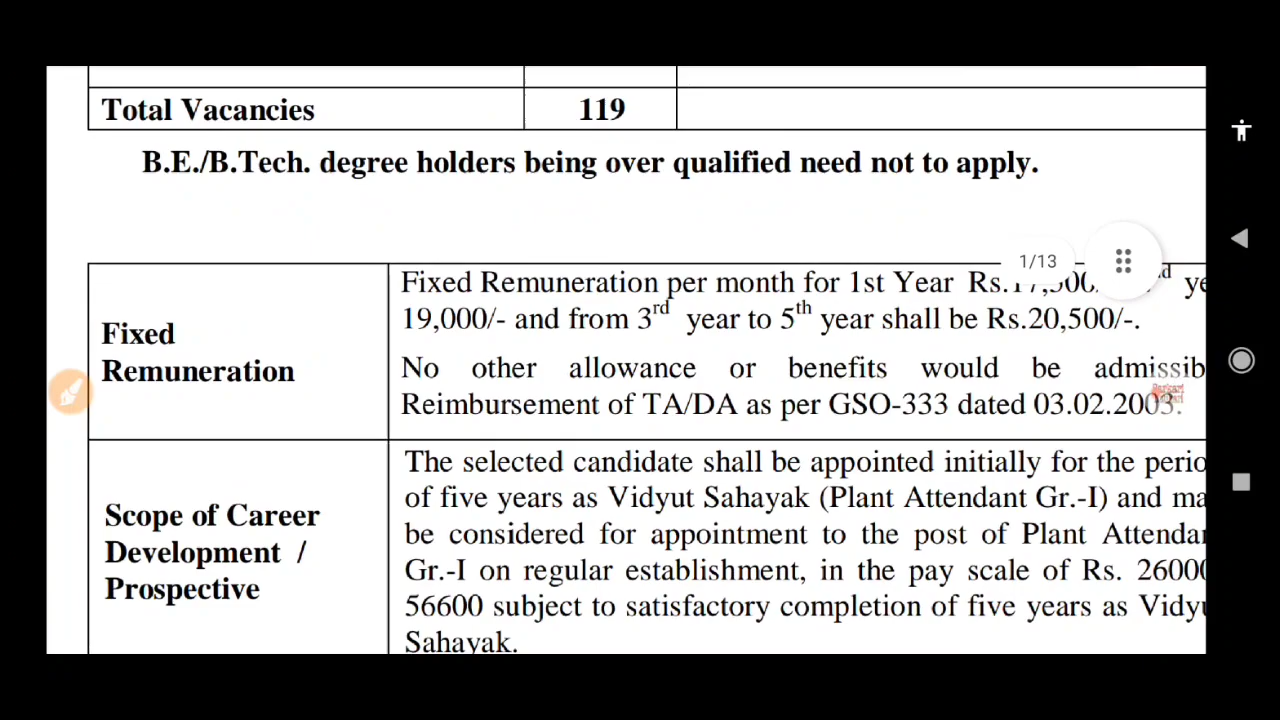 Total Vacancies 119
B.E./B.Tech. degree holders being over qualified need not to apply.
1/13
Fixed Remuneration
Fixed Remuneration per month for 1st Year
19,000/- and from 3rd year to 5th year shall be Rs.20,500/-.
No other allowance or benefits would be
Reimbursement of TA/DA as per GSO-333 dated 03.02.2003.
Scope of Career
Development /
Prospective
The selected candidate shall be appointed initially for the
of five years as Vidyut Sahayak (Plant Attendant Gr.-I) and
be considered for appointment to the post of Plant
Gr.-I on regular establishment, in the pay scale of Rs.
56600 subject to satisfactory completion of five years as
Sahayak.